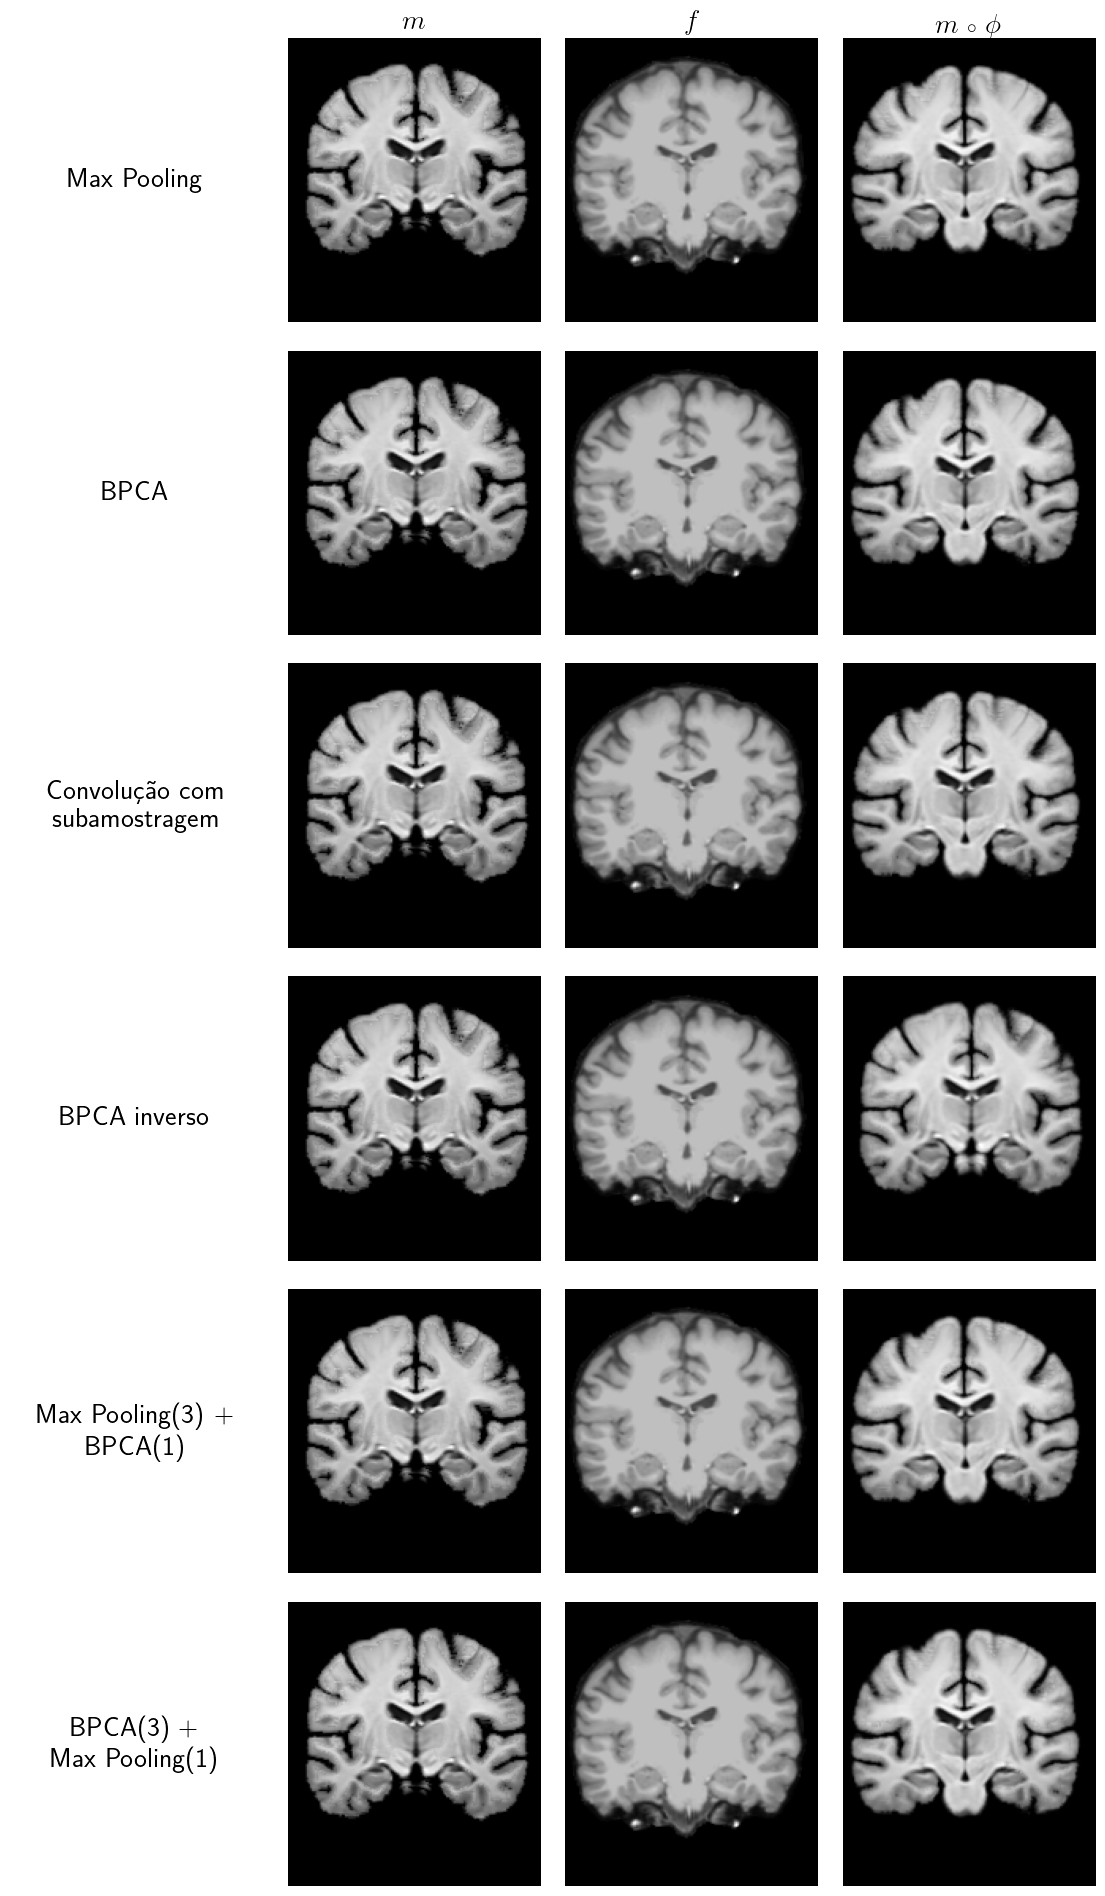 m f m ∘ ϕ
Max Pooling
BPCA
Convolução com
subamostragem
BPCA inverso
Max Pooling(3) +
BPCA(1)
BPCA(3) +
Max Pooling(1)